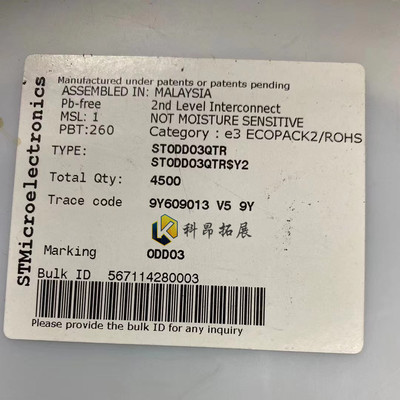 STMicroelectronics
Manufactured under patents or patents pending
ASSEMBLED IN: MALAYSIA
Pb-free 2nd Level Interconnect
MSL: 1 NOT MOISTURE SENSITIVE
PBT:260 Category : e3 ECOPACK2/ROHS
TYPE: STODD03QTR
STODD03QTR$Y2
Total Qty: 4500
Trace code 9Y609013 V5 9Y
科昂拓展
Marking ODD03
Bulk ID 567114280003
Please provide the bulk ID for any inquiry